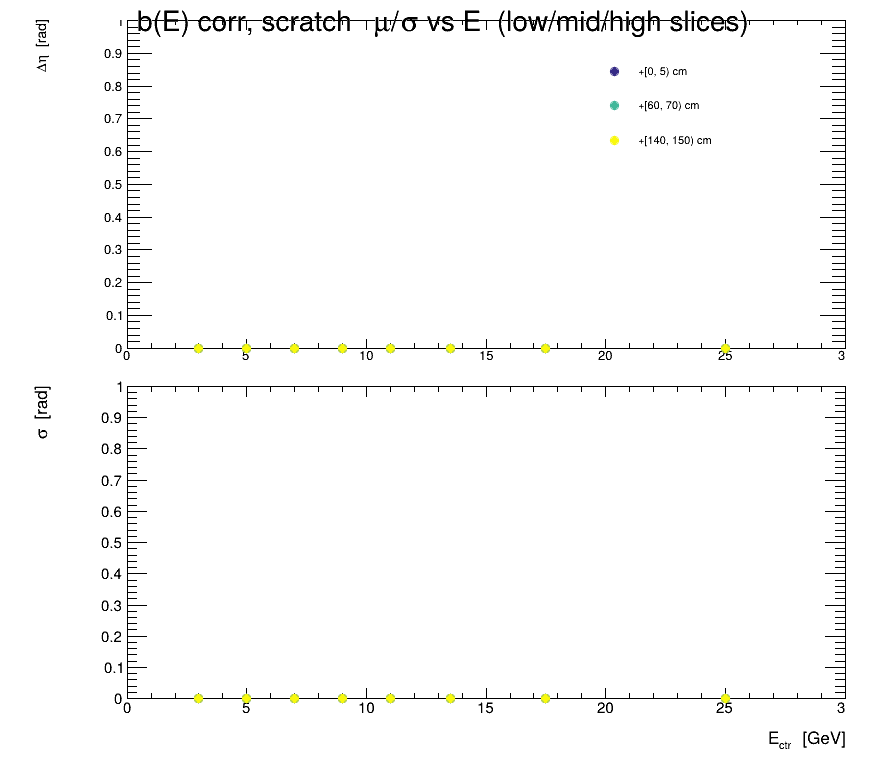 b(E) corr, scratch μ/σ vs E (low/mid/high slices)
Δη [rad]
1
0.9
0.8
0.7
0.6
0.5
0.4
0.3
0.2
0.1
0
+[0, 5) cm
+[60, 70) cm
+[140, 150) cm
0 5 10 15 20 25 3
σ [rad]
1
0.9
0.8
0.7
0.6
0.5
0.4
0.3
0.2
0.1
0
0 5 10 15 20 25 3
E_ctr [GeV]